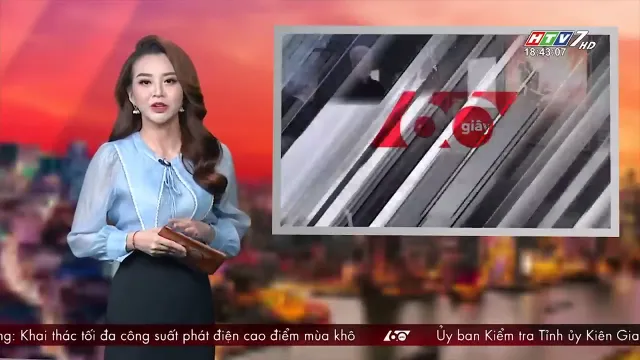 HTV7 HD
18:43:07
60 giây
ng: Khai thác tối đa công suất phát điện cao điểm mùa khô 60 Ủy ban Kiểm tra Tỉnh ủy Kiên Gia